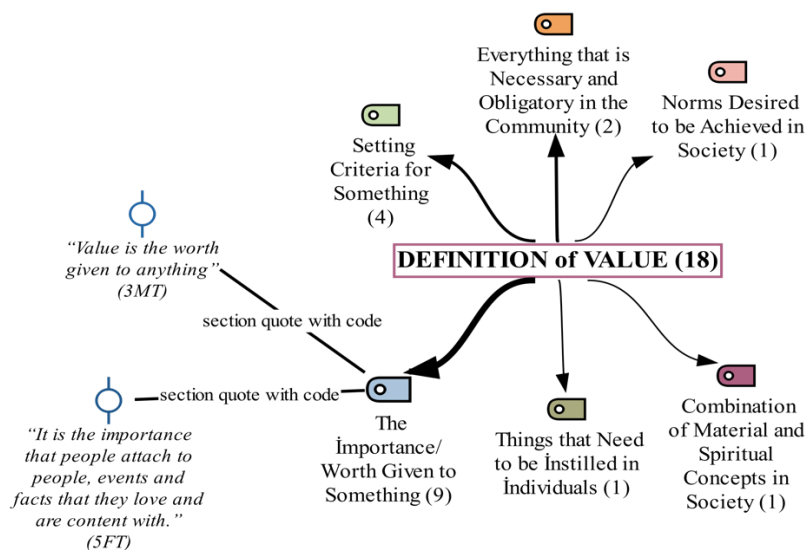 Everything that is
Necessary and
Obligatory in the
Community (2)
Norms Desired
to be Achieved in
Society (1)
Setting
Criteria for
Something
(4)
“Value is the worth
given to anything”
(3MT)
DEFINITION of VALUE (18)
section quote with code
section quote with code
“It is the importance
that people attach to
people, events and
facts that they love and
are content with.”
(5FT)
The
İmportance/
Worth Given to
Something (9)
Things that Need
to be İnstilled in
İndividuals (1)
Combination
of Material and
Spiritual
Concepts in
Society (1)